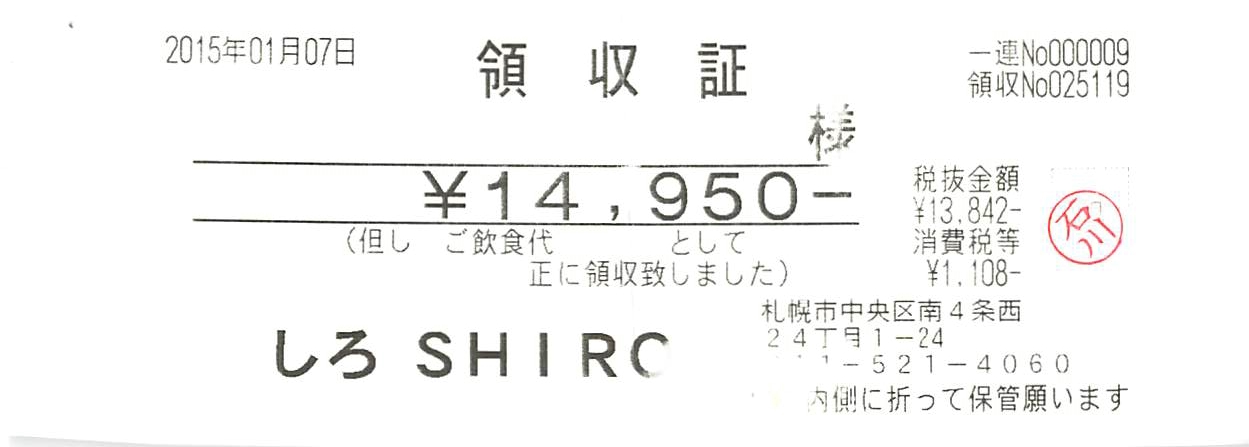 2015年01月07日
領収証
一連No000009
領収No025119
様
¥14,950-
税抜金額
¥13,842-
消費税等
¥1,108-
石川
(但し ご飲食代 として
正に領収致しました)
しろ SHIRO
札幌市中央区南4条西
24丁目1-24
-521-4060
内側に折って保管願います